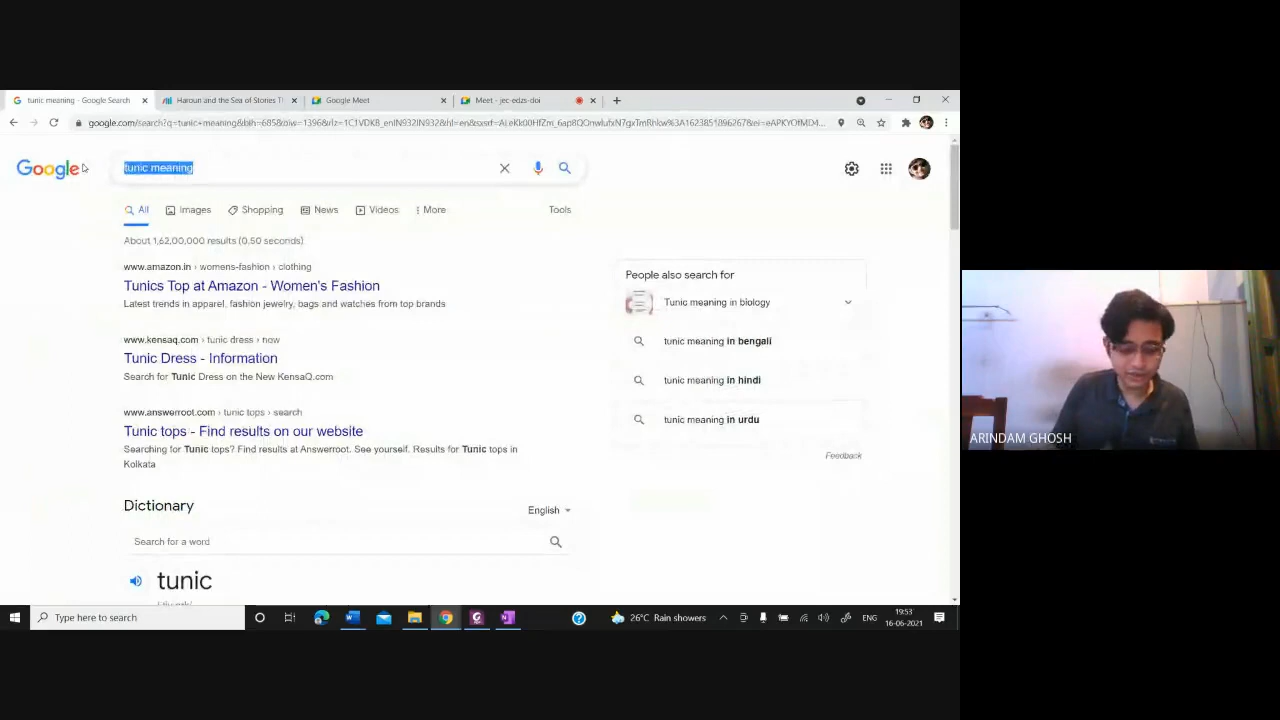 tunic meaning - Google Search
Haroun and the Sea of Stories T
Google Meet
Meet - jec-edzs-doi
Google
tunic meaning
All
Images
Shopping
News
Videos
More
Tools
About 1,62,00,000 results (0.50 seconds)
www.amazon.in › womens-fashion › clothing
Tunics Top at Amazon - Women's Fashion
Latest trends in apparel, fashion jewelry, bags and watches from top brands
www.kensaq.com › tunic dress › now
Tunic Dress - Information
Search for Tunic Dress on the New KensaQ.com
www.answerroot.com › tunic tops › search
Tunic tops - Find results on our website
Searching for Tunic tops? Find results at Answerroot. See yourself. Results for Tunic tops in
Kolkata
Dictionary
English
Search for a word
tunic
People also search for
Tunic meaning in biology
tunic meaning in bengali
tunic meaning in hindi
tunic meaning in urdu
Feedback
ARINDAM GHOSH
Type here to search
26°C Rain showers
ENG
19:53
16-06-2021